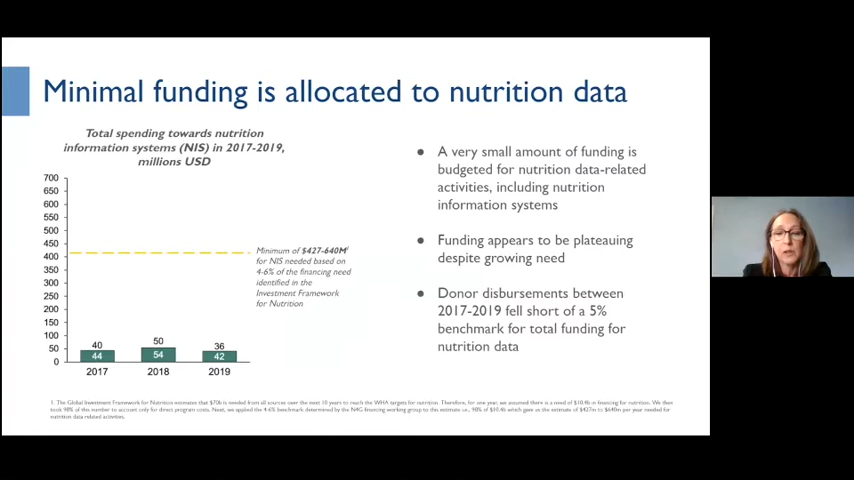 Minimal funding is allocated to nutrition data
Total spending towards nutrition
information systems (NIS) in 2017-2019,
millions USD
700
650
600
550
500
450
400
350
300
250
200
150
100
50
0
40
44
2017
50
54
2018
36
42
2019
Minimum of $427-640M¹
for NIS needed based on
4-6% of the financing need
identified in the
Investment Framework
for Nutrition
● A very small amount of funding is
budgeted for nutrition data-related
activities, including nutrition
information systems
● Funding appears to be plateauing
despite growing need
● Donor disbursements between
2017-2019 fell short of a 5%
benchmark for total funding for
nutrition data
1. The Global Investment Framework for Nutrition estimates that $70b is needed from all sources over the next 10 years to reach the WHA targets for nutrition. Therefore, for one year, we assumed there is a need of $10.4b in financing for nutrition. We then
took 98% of this number to account only for direct program costs. Next, we applied the 4-6% benchmark determined by the N4G financing working group to this estimate i.e., 98% of $10.4b which gave us the estimate of $427m to $640m per year needed for
nutrition data related activities.